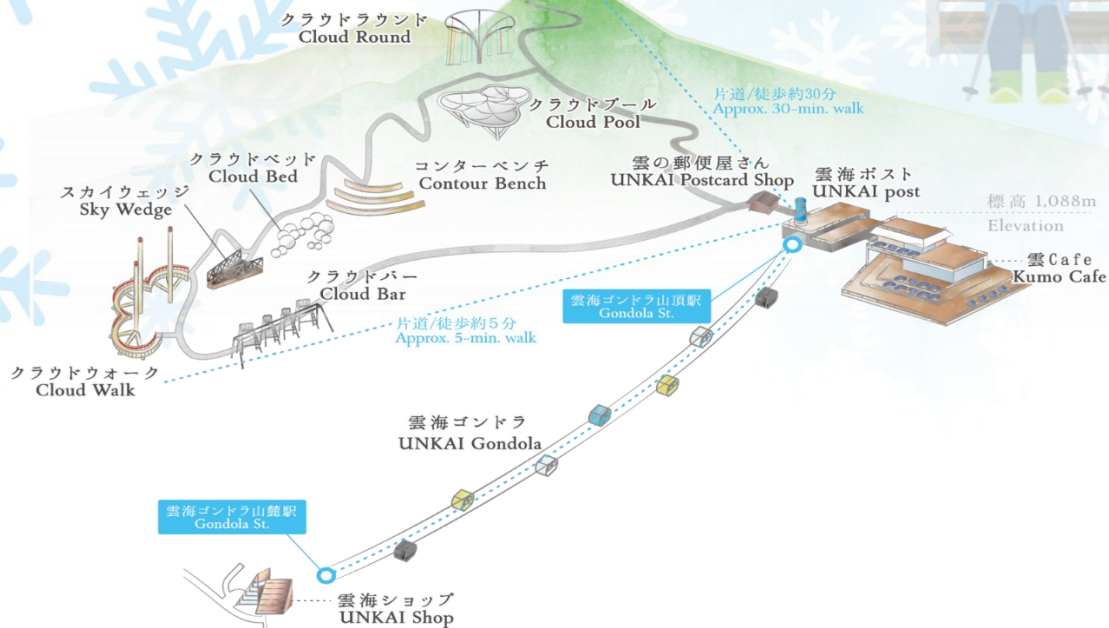 クラウドラウンド
Cloud Round
クラウドプール
Cloud Pool
片道/徒歩約30分
Approx. 30-min. walk
クラウドベッド
Cloud Bed
コンターベンチ
Contour Bench
雲の郵便屋さん
UNKAI Postcard Shop
雲海ポスト
UNKAI post
スカイウェッジ
Sky Wedge
標高 1,088m
Elevation
雲Cafe
Kumo Cafe
クラウドバー
Cloud Bar
雲海ゴンドラ山頂駅
Gondola St.
片道/徒歩約5分
Approx. 5-min. walk
クラウドウォーク
Cloud Walk
雲海ゴンドラ
UNKAI Gondola
雲海ゴンドラ山麓駅
Gondola St.
雲海ショップ
UNKAI Shop